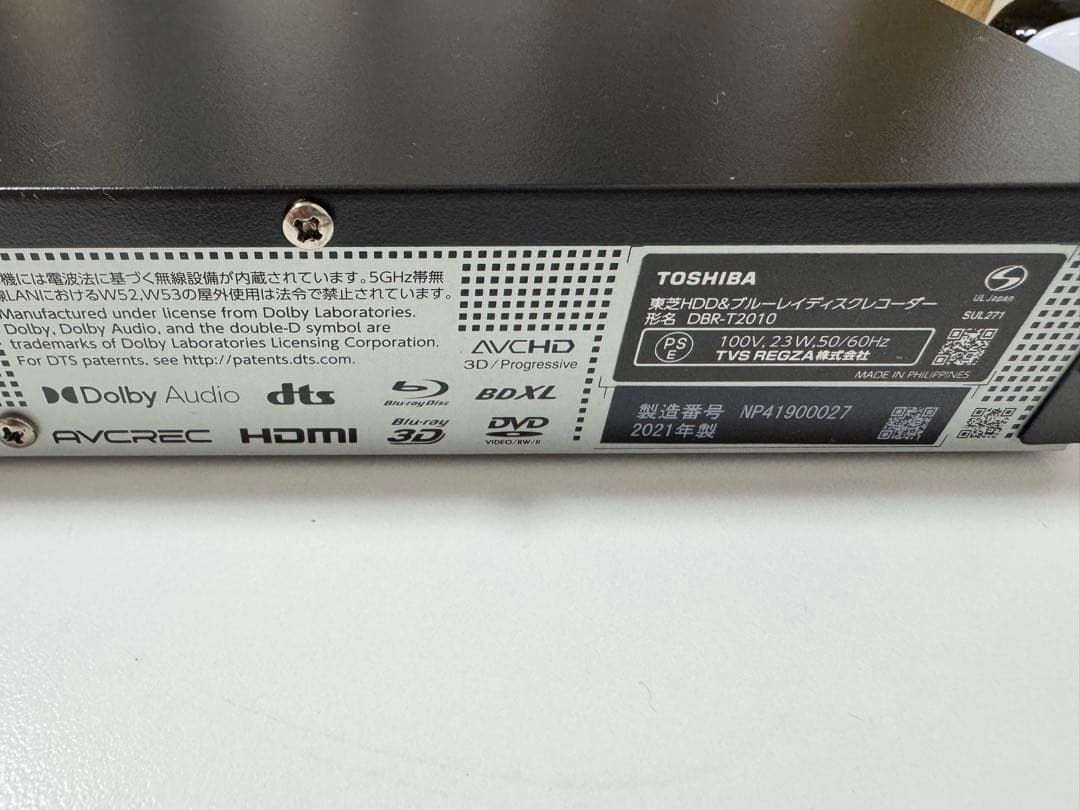 機には電波法に基づく無線設備が内蔵されています。5GHz帯無
線LANにおけるW52,W53の屋外使用は法令で禁止されています。
Manufactured under license from Dolby Laboratories.
Dolby, Dolby Audio, and the double-D symbol are
trademarks of Dolby Laboratories Licensing Corporation.
For DTS patents, see http://patents.dts.com.
AVCHD
3D/Progressive
Dolby Audio
dts
Blu-ray Disc
BDXL
AVCREC
HDMI
Blu-ray
3D
DVD
VIDEO/RW/R
TOSHIBA
東芝HDD&ブルーレイディスクレコーダー
形名 DBR-T2010
PS
E
100V, 23W, 50/60Hz
TVS REGZA株式会社
MADE IN PHILIPPINES
S
UL Japan
SUL271
製造番号 NP41900027
2021年製